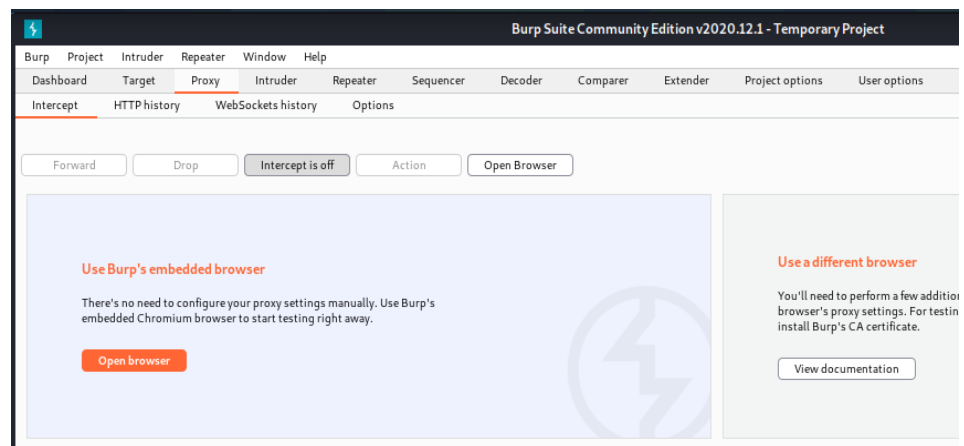 Burp Suite Community Edition v2020.12.1 - Temporary Project
Burp Project Intruder Repeater Window Help
Dashboard Target Proxy Intruder Repeater Sequencer Decoder Comparer Extender Project options User options
Intercept HTTP history WebSockets history Options
Forward Drop Intercept is off Action Open Browser
Use Burp's embedded browser
There's no need to configure your proxy settings manually. Use Burp's
embedded Chromium browser to start testing right away.
Open browser
Use a different browser
You'll need to perform a few
browser's proxy settings. For
install Burp's CA certificate.
View documentation